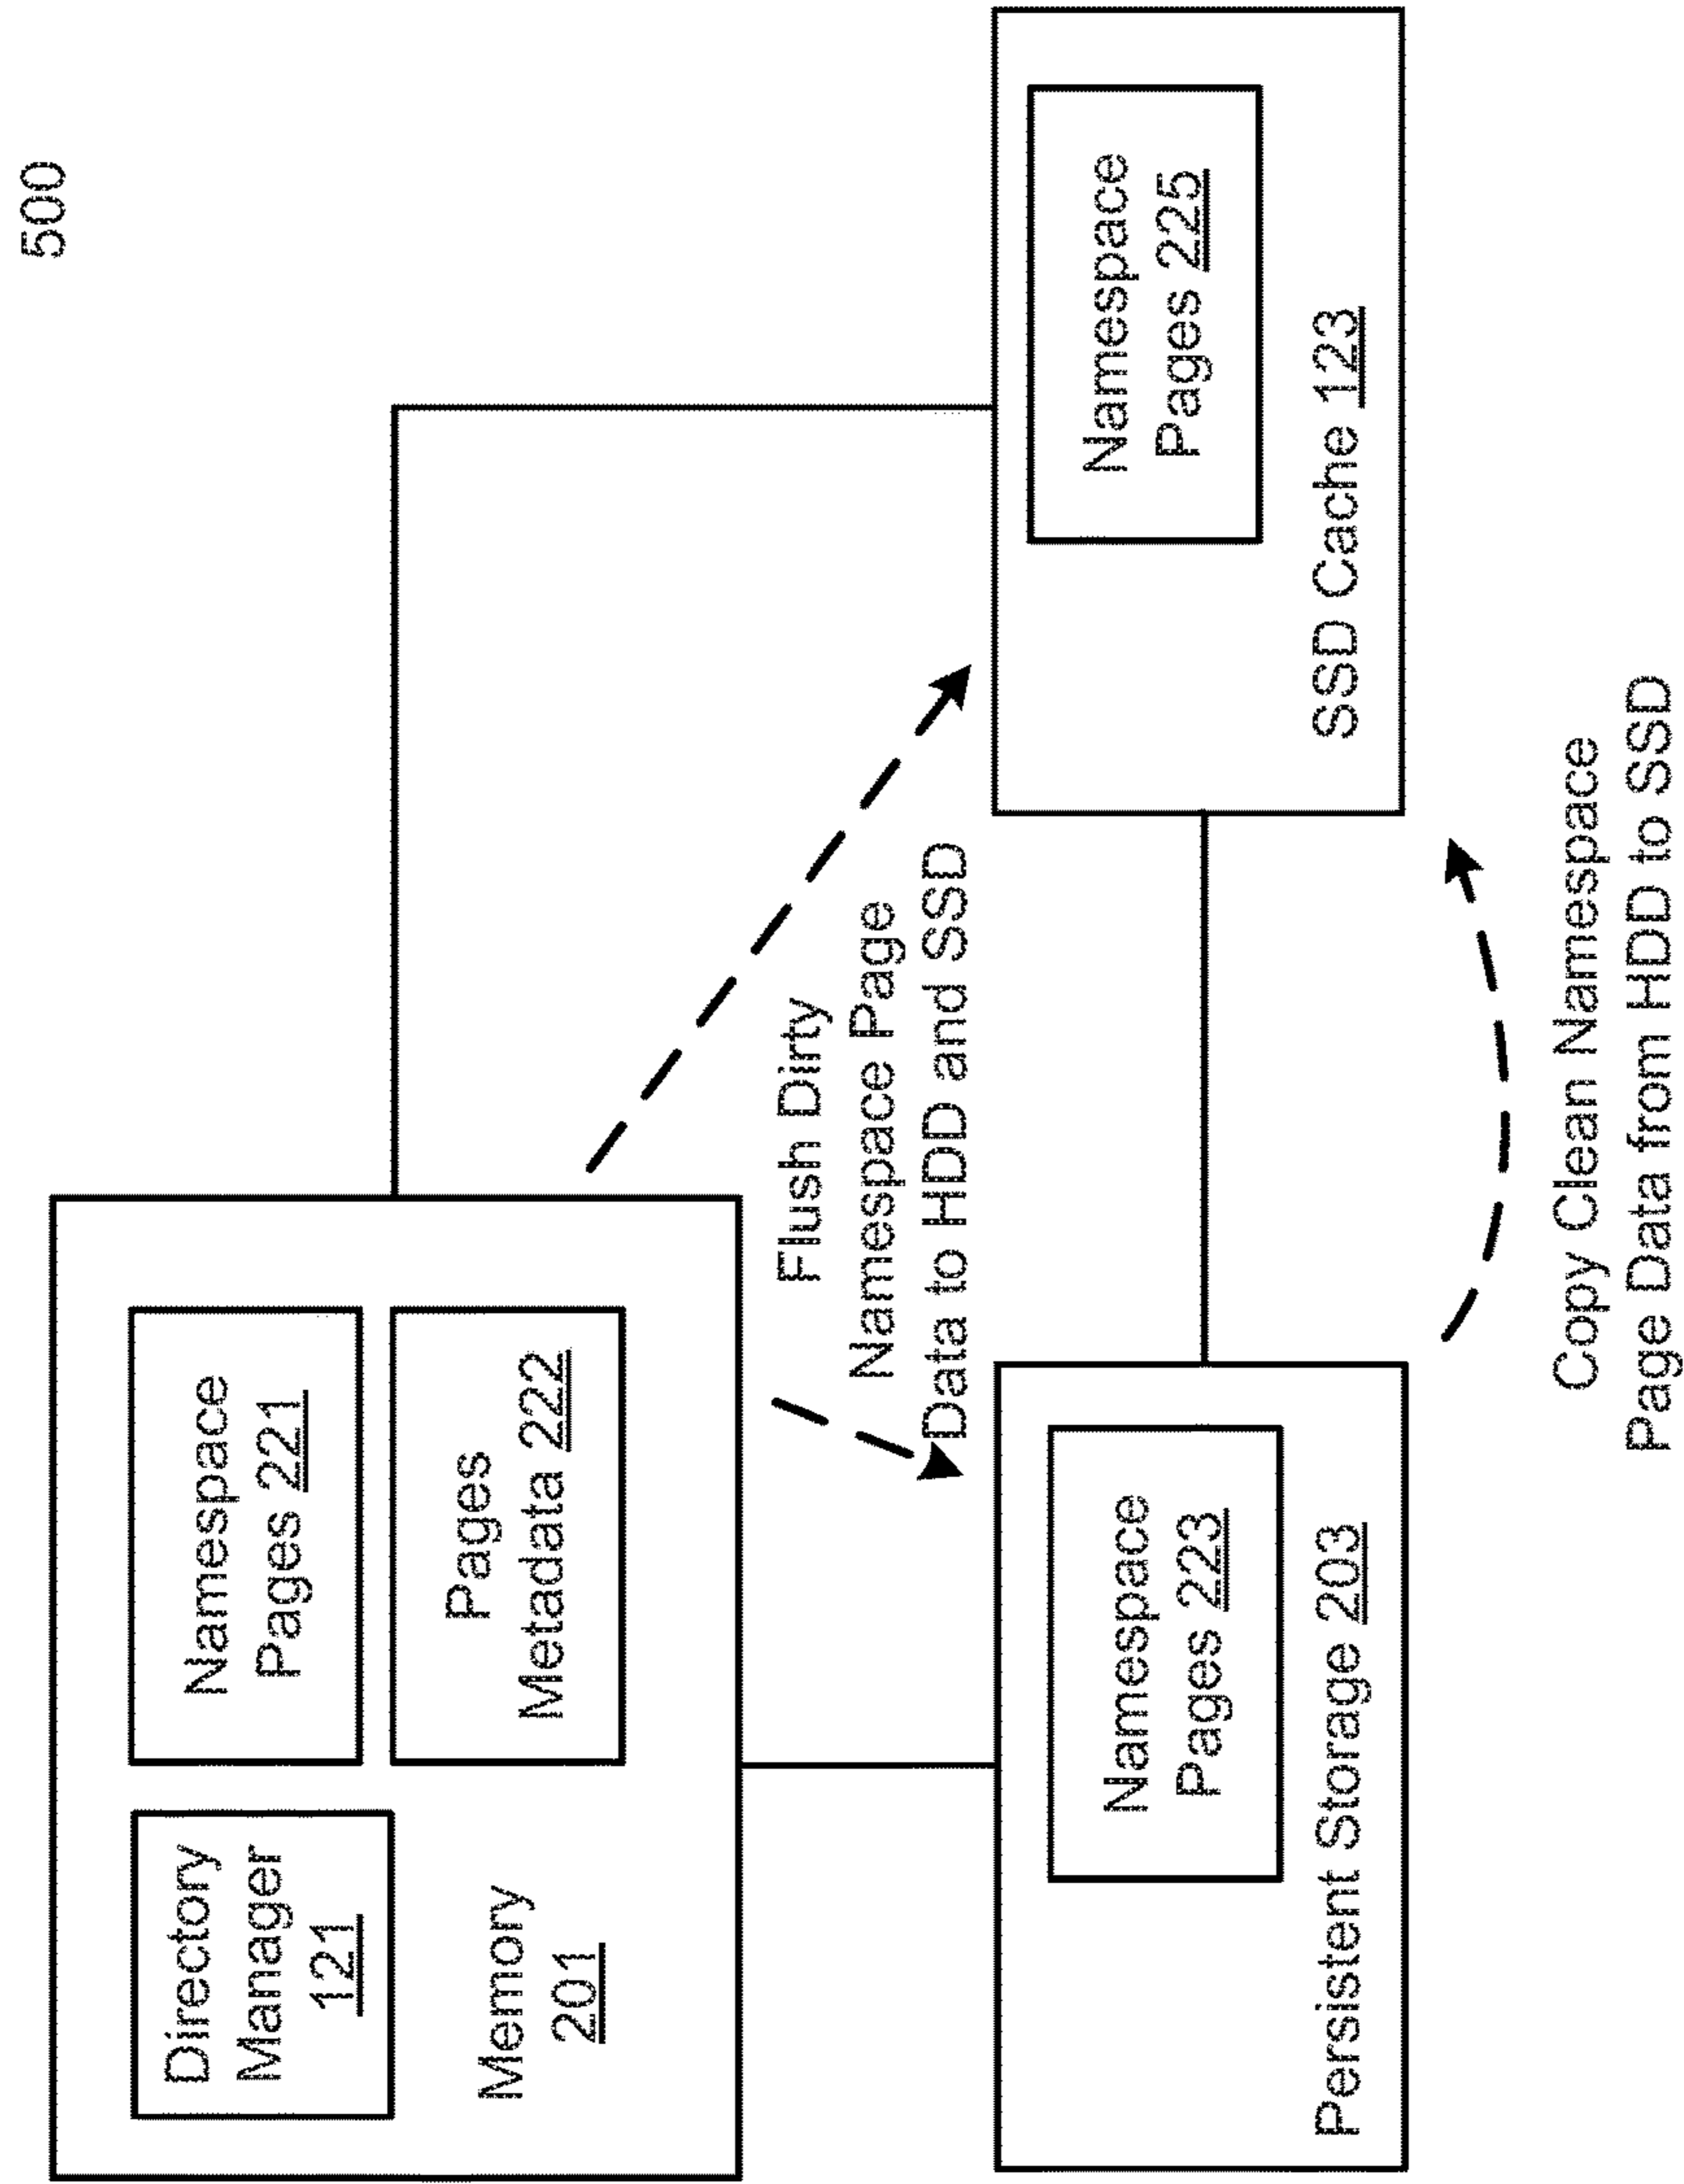 500
Directory
Manager
121
Namespace
Pages 221
Pages
Metadata 222
Memory
201
Flush Dirty
Namespace Page
Data to HDD and SSD
Namespace
Pages 223
Persistent Storage 203
Namespace
Pages 225
SSD Cache 123
Copy Clean Namespace
Page Data from HDD to SSD